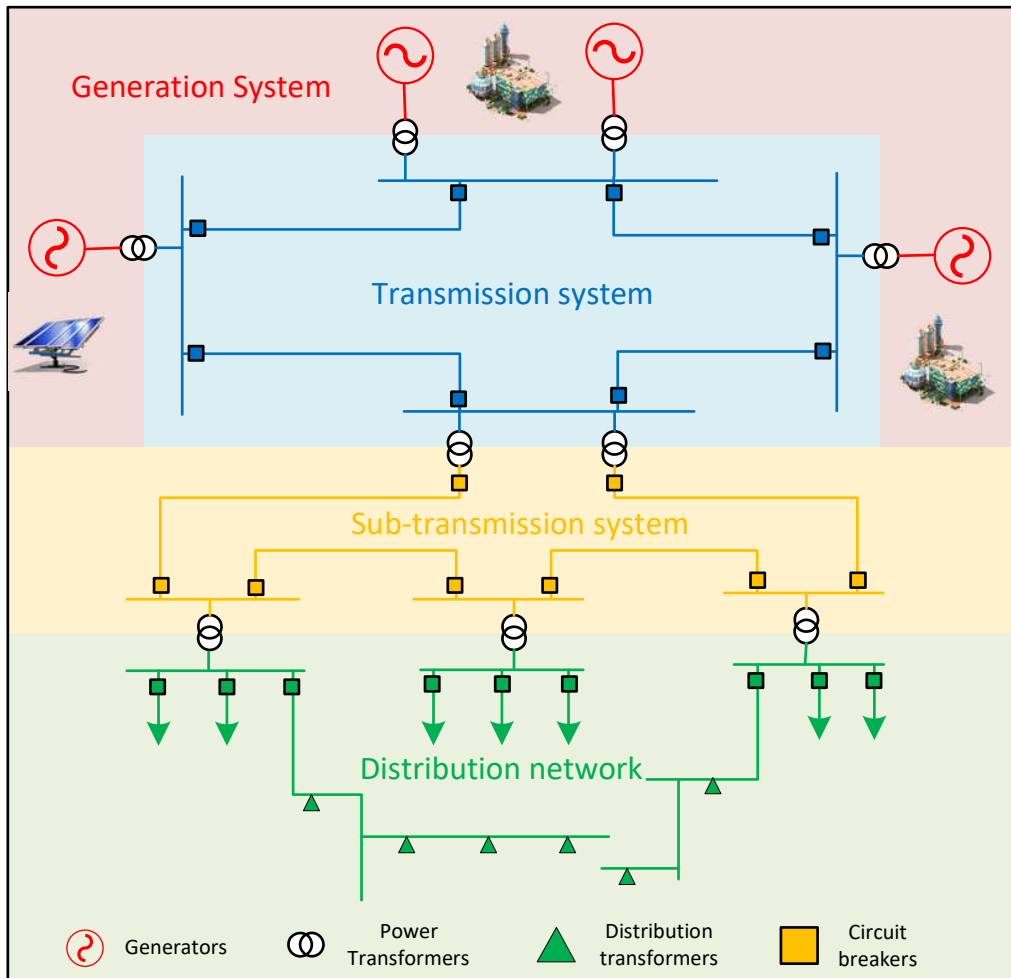 Generation System
Transmission system
Sub-transmission system
Distribution network
Generators
Power
Transformers
Distribution
transformers
Circuit
breakers